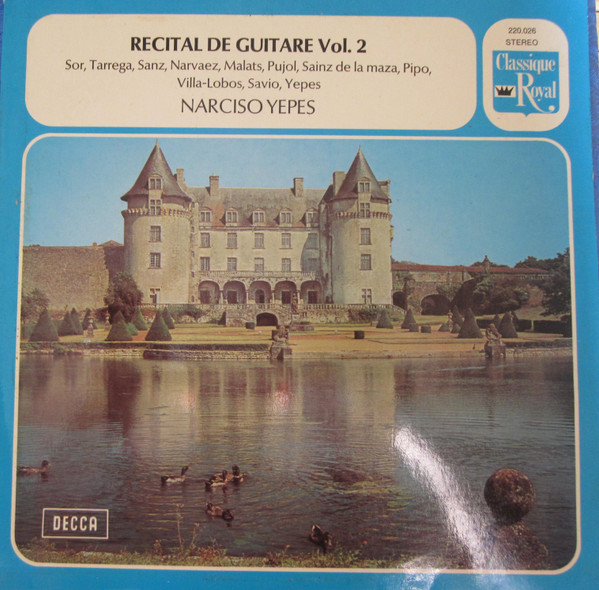 RECITAL DE GUITARE Vol. 2
Sor, Tarrega, Sanz, Narvaez, Malats, Pujol, Sainz de la maza, Pipo,
Villa-Lobos, Savio, Yepes
NARCISO YEPES
220.026
STEREO
Classique
Royal
DECCA